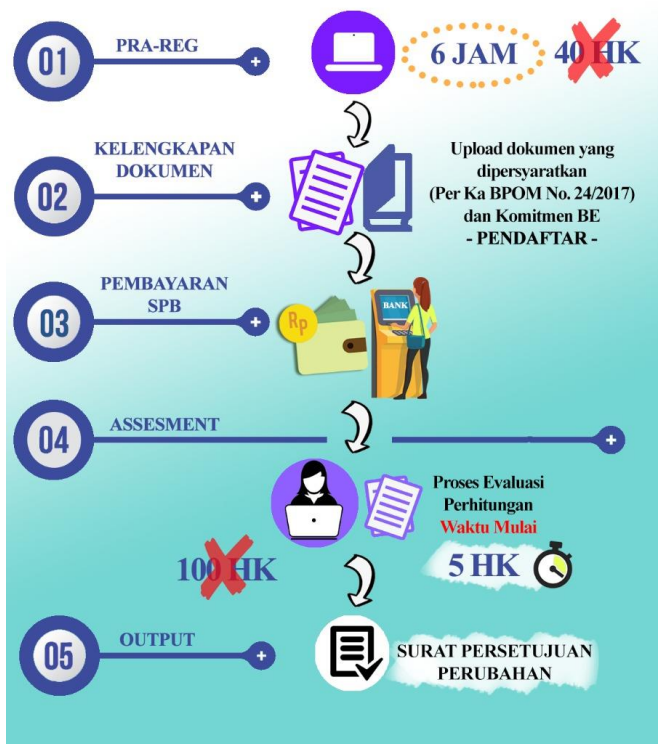 01
PRA-REG
6 JAM
40 HK
02
KELENGKAPAN
DOKUMEN
Upload dokumen yang
dipersyaratkan
(Per Ka BPOM No. 24/2017)
dan Komitmen BE
- PENDAFTAR -
03
PEMBAYARAN
SPB
Rp
BANK
04
ASSESMENT
Proses Evaluasi
Perhitungan
Waktu Mulai
5 HK
100 HK
05
OUTPUT
SURAT PERSETUJUAN
PERUBAHAN